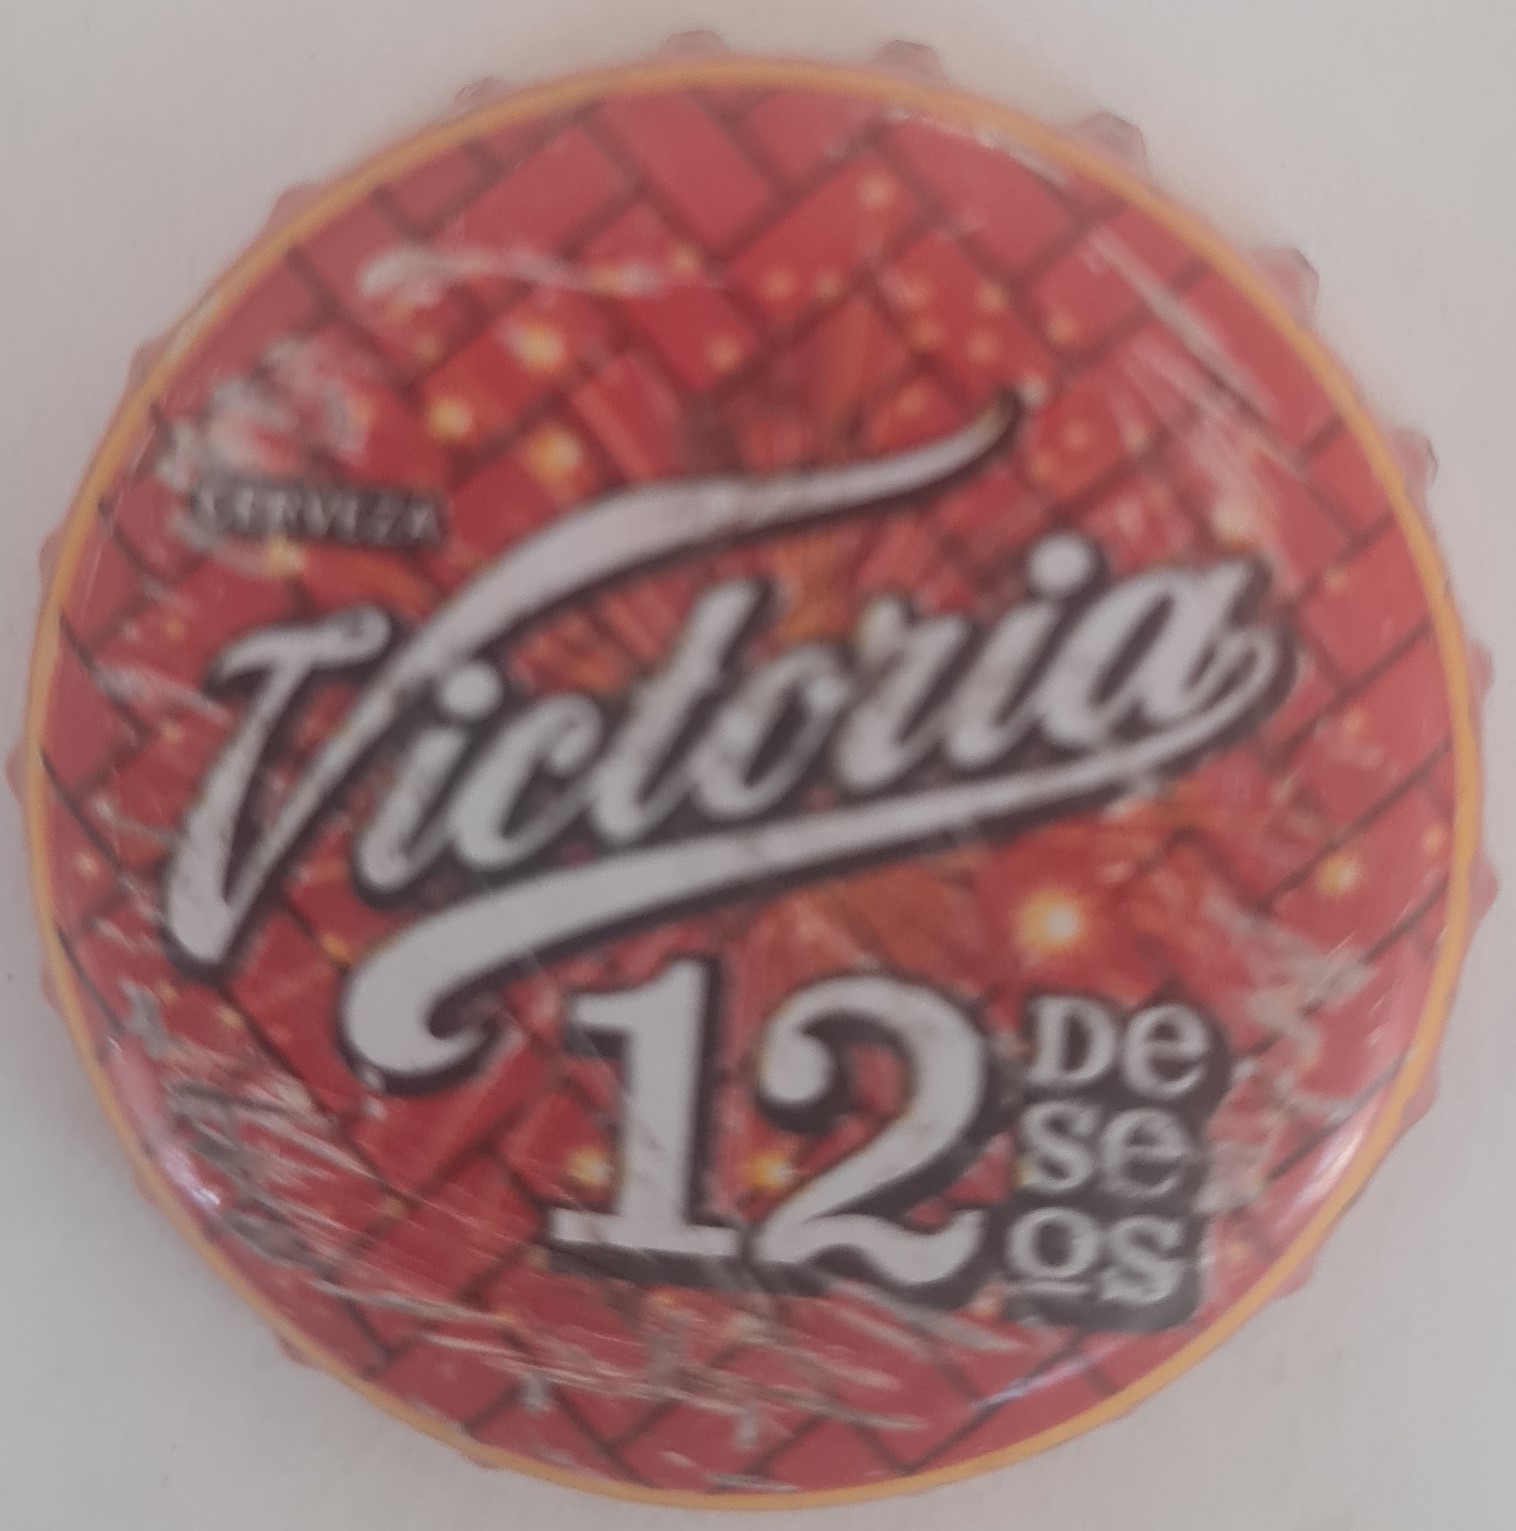 CERVEZA
Victoria
12
De
se
os